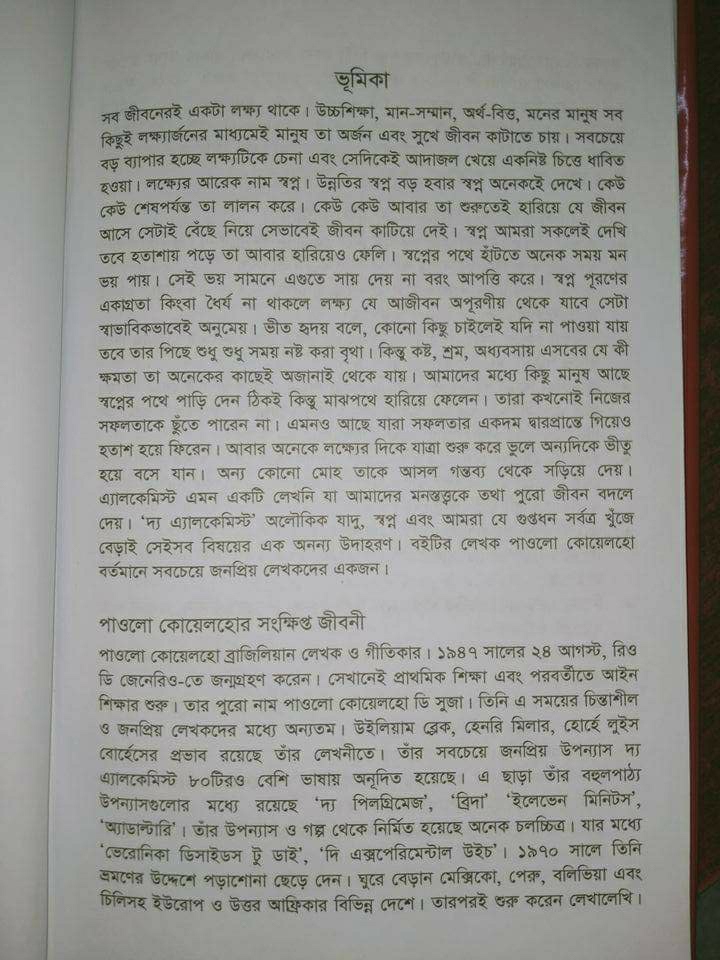 ভূমিকা
সব জীবনেরই একটা লক্ষ্য থাকে। উচ্চশিক্ষা, মান-সম্মান, অর্থ-বিত্ত, মনের মানুষ সব
কিছুই লক্ষ্যার্জনের মাধ্যমেই মানুষ তা অর্জন এবং সুখে জীবন কাটাতে চায়। সবচেয়ে
বড় ব্যাপার হচ্ছে লক্ষ্যটিকে চেনা এবং সেদিকেই আদাজল খেয়ে একনিষ্ট চিত্তে ধাবিত
হওয়া। লক্ষ্যের আরেক নাম স্বপ্ন। উন্নতির স্বপ্ন বড় হবার স্বপ্ন অনেকেই দেখে। কেউ
কেউ শেষপর্যন্ত তা লালন করে। কেউ কেউ আবার তা শুরুতেই হারিয়ে যে জীবন
আসে সেটাই বেঁছে নিয়ে সেভাবেই জীবন কাটিয়ে দেই। স্বপ্ন আমরা সকলেই দেখি
তবে হতাশায় পড়ে তা আবার হারিয়েও ফেলি। স্বপ্নের পথে হাঁটতে অনেক সময় মন
ভয় পায়। সেই ভয় সামনে এগুতে সায় দেয় না বরং আপত্তি করে। স্বপ্ন পূরণের
একাগ্রতা কিংবা ধৈর্য না থাকলে লক্ষ্য যে আজীবন অপূরণীয় থেকে যাবে সেটা
স্বাভাবিকভাবেই অনুমেয়। ভীত হৃদয় বলে, কোনো কিছু চাইলেই যদি না পাওয়া যায়
তবে তার পিছে শুধু শুধু সময় নষ্ট করা বৃথা। কিন্তু কষ্ট, শ্রম, অধ্যবসায় এসবের যে কী
ক্ষমতা তা অনেকের কাছেই অজানাই থেকে যায়। আমাদের মধ্যে কিছু মানুষ আছে
স্বপ্নের পথে পাড়ি দেন ঠিকই কিন্তু মাঝপথে হারিয়ে ফেলেন। তারা কখনোই নিজের
সফলতাকে ছুঁতে পারেন না। এমনও আছে যারা সফলতার একদম দ্বারপ্রান্তে গিয়েও
হতাশ হয়ে ফিরেন। আবার অনেকে লক্ষ্যের দিকে যাত্রা শুরু করে ভুলে অন্যদিকে ভীতু
হয়ে বসে যান। অন্য কোনো মোহ তাকে আসল গন্তব্য থেকে সড়িয়ে দেয়।
এ্যালকেমিস্ট এমন একটি লেখনি যা আমাদের মনস্তত্ত্বকে তথা পুরো জীবন বদলে
দেয়। ‘দ্য এ্যালকেমিস্ট’ অলৌকিক যাদু, স্বপ্ন এবং আমরা যে গুপ্তধন সর্বত্র খুঁজে
বেড়াই সেইসব বিষয়ের এক অনন্য উদাহরণ। বইটির লেখক পাওলো কোয়েলহো
বর্তমানে সবচেয়ে জনপ্রিয় লেখকদের একজন।
পাওলো কোয়েলহোর সংক্ষিপ্ত জীবনী
পাওলো কোয়েলহো ব্রাজিলিয়ান লেখক ও গীতিকার। ১৯৪৭ সালের ২৪ আগস্ট, রিও
ডি জেনেরিও-তে জন্মগ্রহণ করেন। সেখানেই প্রাথমিক শিক্ষা এবং পরবর্তীতে আইন
শিক্ষার শুরু। তার পুরো নাম পাওলো কোয়েলহো ডি সুজা। তিনি এ সময়ের চিন্তাশীল
ও জনপ্রিয় লেখকদের মধ্যে অন্যতম। উইলিয়াম ব্লেক, হেনরি মিলার, হোর্হে লুইস
বোর্হেসের প্রভাব রয়েছে তাঁর লেখনীতে। তাঁর সবচেয়ে জনপ্রিয় উপন্যাস দ্য
এ্যালকেমিস্ট ৮০টিরও বেশি ভাষায় অনূদিত হয়েছে। এ ছাড়া তাঁর বহুলপাঠ্য
উপন্যাসগুলোর মধ্যে রয়েছে ‘দ্য পিলগ্রিমেজ’, ‘ব্রিদা’ ‘ইলেভেন মিনিটস’,
‘অ্যাডাল্টারি’। তাঁর উপন্যাস ও গল্প থেকে নির্মিত হয়েছে অনেক চলচ্চিত্র। যার মধ্যে
‘ভেরোনিকা ডিসাইডস টু ডাই’, ‘দি এক্সপেরিমেন্টাল উইচ’। ১৯৭০ সালে তিনি
ভ্রমণের উদ্দেশে পড়াশোনা ছেড়ে দেন। ঘুরে বেড়ান মেক্সিকো, পেরু, বলিভিয়া এবং
চিলিসহ ইউরোপ ও উত্তর আফ্রিকার বিভিন্ন দেশে। তারপরই শুরু করেন লেখালেখি।